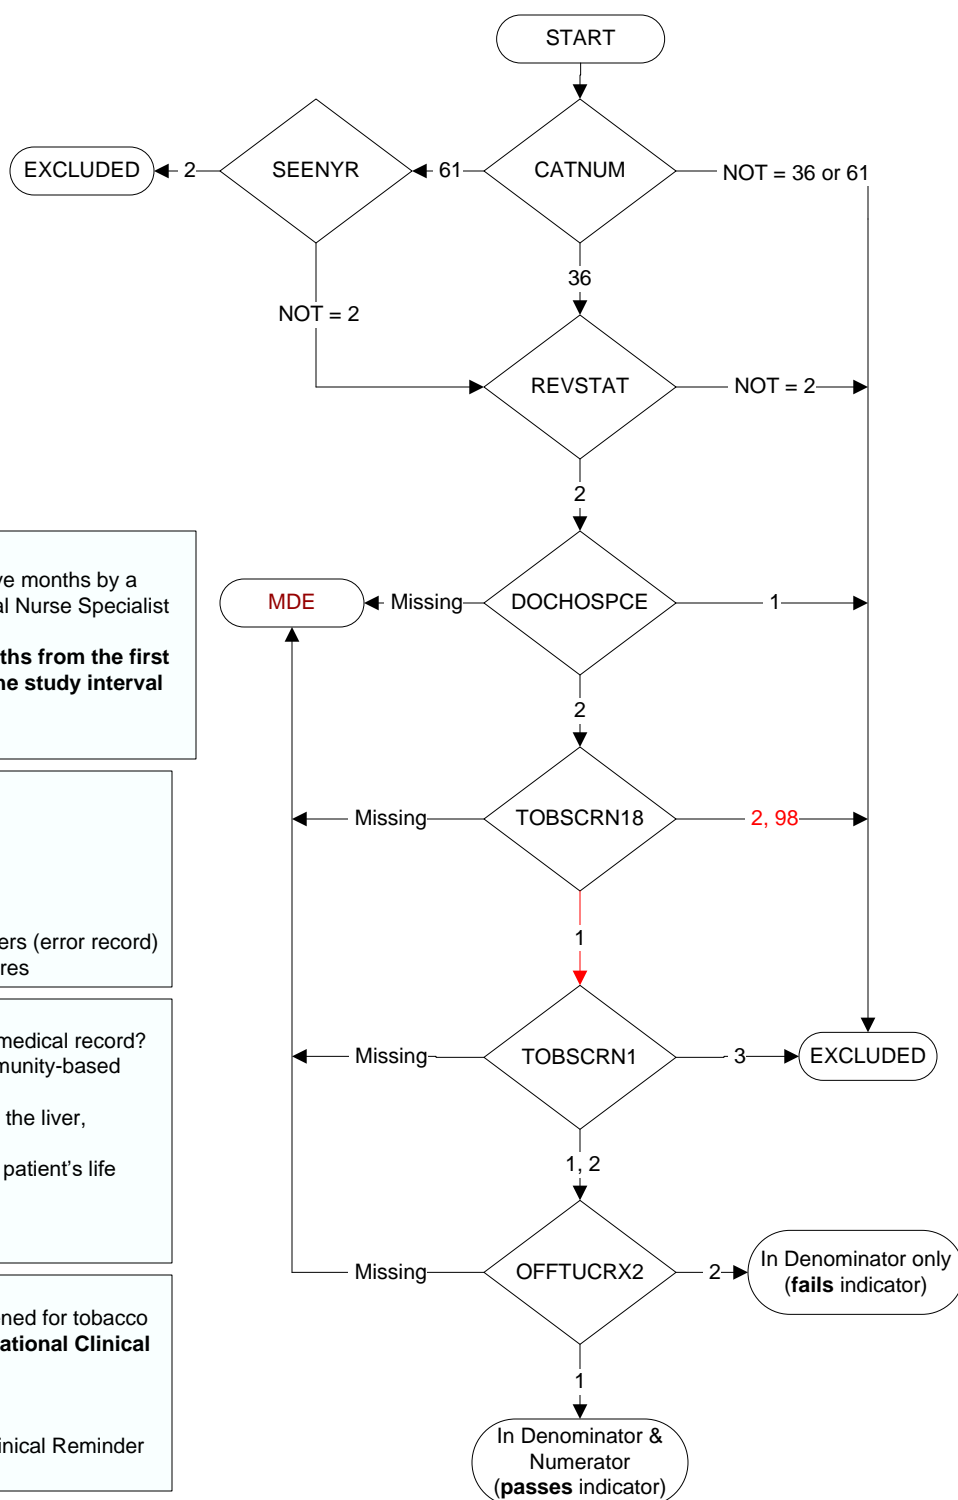 START
EXCLUDED
2
SEENYR
61
CATNUM
NOT = 36 or 61
36
NOT = 2
REVSTAT
NOT = 2
2
ve months by a
al Nurse Specialist
ths from the first
ne study interval
MDE
Missing
DOCHOSPCE
1
2
Missing
TOBSCRN18
2, 98
1
ers (error record)
res
medical record?
munity-based
the liver,
patient's life
Missing
TOBSCRN1
3
EXCLUDED
1, 2
Missing
OFFTUCRX2
2
In Denominator only
(fails indicator)
ened for tobacco
ational Clinical
inical Reminder
1
In Denominator &
Numerator
(passes indicator)